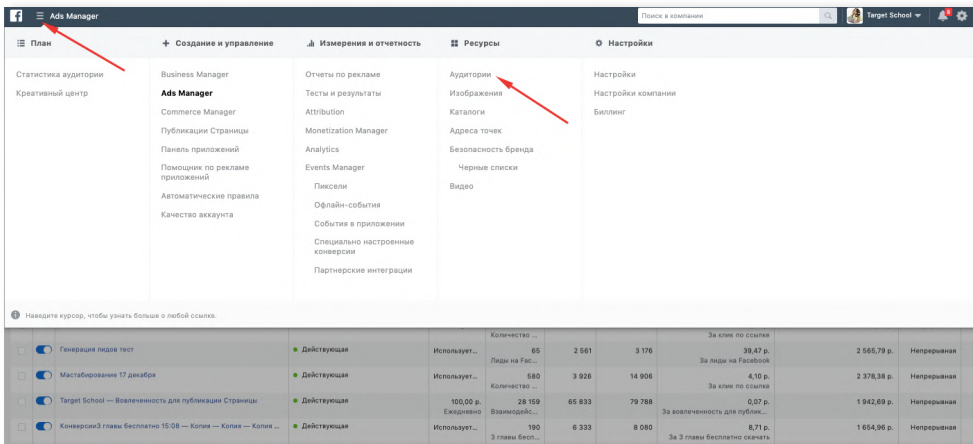 Ads Manager
Поиск в компании
Target School
План
Создание и управление
Измерения и отчетность
Ресурсы
Настройки
Статистика аудитории
Business Manager
Отчеты по рекламе
Аудитории
Настройки
Креативный центр
Ads Manager
Тесты и результаты
Изображения
Настройки компании
Commerce Manager
Attribution
Каталоги
Биллинг
Публикации Страницы
Monetization Manager
Адреса точек
Панель приложений
Analytics
Безопасность бренда
Помощник по рекламе
приложений
Events Manager
Черные списки
Пиксели
Видео
Автоматические правила
Офлайн-события
Качество аккаунта
События в приложении
Специально настроенные
конверсии
Партнерские интеграции
Наведите курсор, чтобы узнать больше о любой ссылке.
Количество ...
За клик по ссылке
Генерация лидов тест
Действующая
Использует...
65
2 561
3 176
39,47 р.
2 565,79 р.
Непрерывная
Лиды на Fac...
За лиды на Facebook
Мастабирование 17 декабря
Действующая
Использует...
580
3 926
14 906
4,10 р.
2 378,38 р.
Непрерывная
Количество ...
За клик по ссылке
Target School — Вовлеченность для публикации Страницы
Действующая
100,00 р.
28 159
65 833
79 788
0,07 р.
1 942,69 р.
Непрерывная
Ежедневно
Взаимодейс...
За вовлеченность для публик...
Конверсии3 главы бесплатно 15:08 — Копия — Копия — Копия ...
Действующая
Использует...
190
6 333
8 080
8,71 р.
1 654,96 р.
Непрерывная
3 главы бесп...
За 3 главы бесплатно скачать